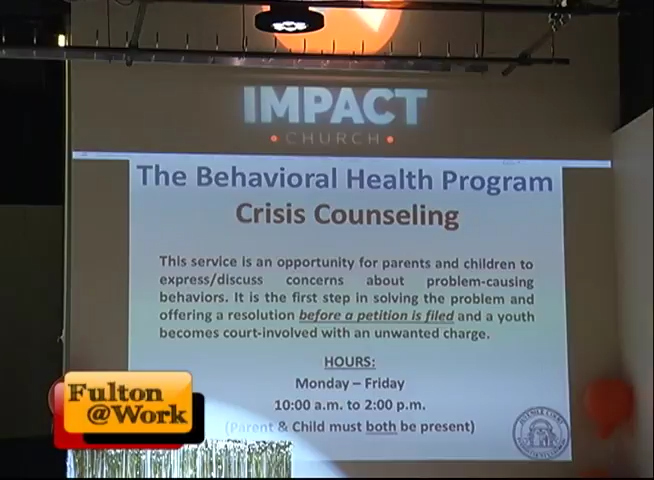 IMPACT
• CHURCH •
The Behavioral Health Program
Crisis Counseling
This service is an opportunity for parents and children to
express/discuss concerns about problem-causing
behaviors. It is the first step in solving the problem and
offering a resolution before a petition is filed and a youth
becomes court-involved with an unwanted charge.
HOURS:
Monday – Friday
10:00 a.m. to 2:00 p.m.
(Parent & Child must both be present)
Fulton
@Work
JUVENILE COURT